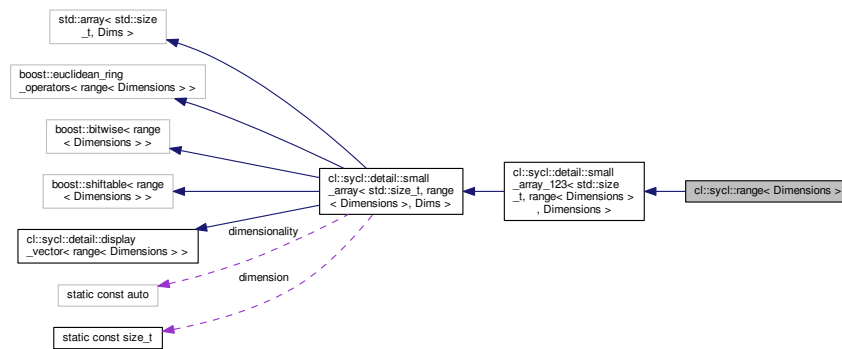 std::array< std::size
_t, Dims >
boost::euclidean_ring
_operators< range< Dimensions > >
boost::bitwise< range
< Dimensions > >
boost::shiftable< range
< Dimensions > >
cl::sycl::detail::display
_vector< range< Dimensions > >
static const auto
static const size_t
dimensionality
dimension
cl::sycl::detail::small
_array< std::size_t, range
< Dimensions >, Dims >
cl::sycl::detail::small
_array_123< std::size
_t, range< Dimensions >
, Dimensions >
cl::sycl::range< Dimensions >